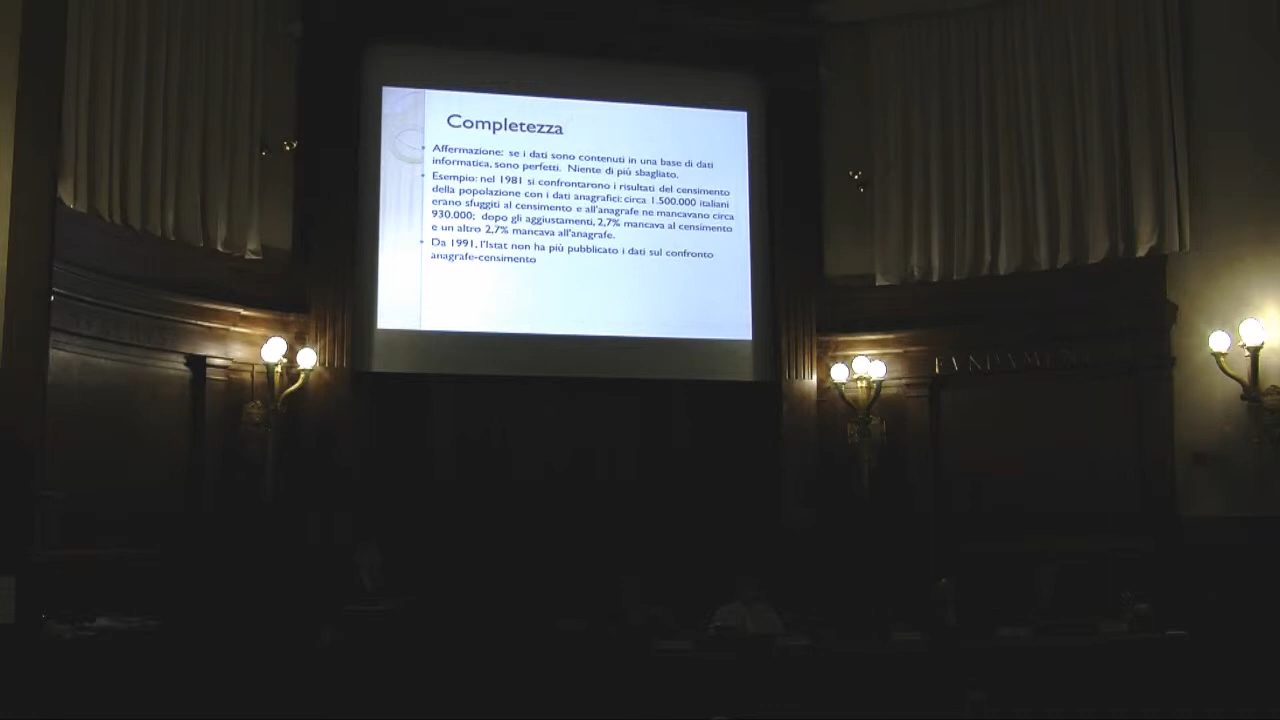 Completezza
Affermazione: se i dati sono contenuti in una base di dati
informatica, sono perfetti. Niente di più sbagliato.
Esempio: nel 1981 si confrontarono i risultati del censimento
della popolazione con i dati anagrafici: circa 1.500.000 italiani
erano sfuggiti al censimento e all'anagrafe ne mancavano circa
930.000; dopo gli aggiustamenti, 2,7% mancava al censimento
e un altro 2,7% mancava all'anagrafe.
Da 1991, l'Istat non ha più pubblicato i dati sul confronto
anagrafe-censimento